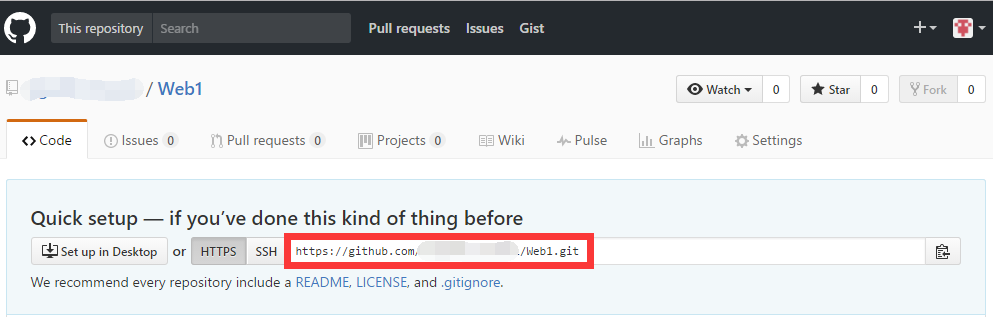 This repository Search Pull requests Issues Gist
/ Web1 Watch 0 Star 0 Fork 0
Code Issues 0 Pull requests 0 Projects 0 Wiki Pulse Graphs Settings
Quick setup — if you’ve done this kind of thing before
Set up in Desktop or HTTPS SSH https://github.com/ /Web1.git
We recommend every repository include a README, LICENSE, and .gitignore.